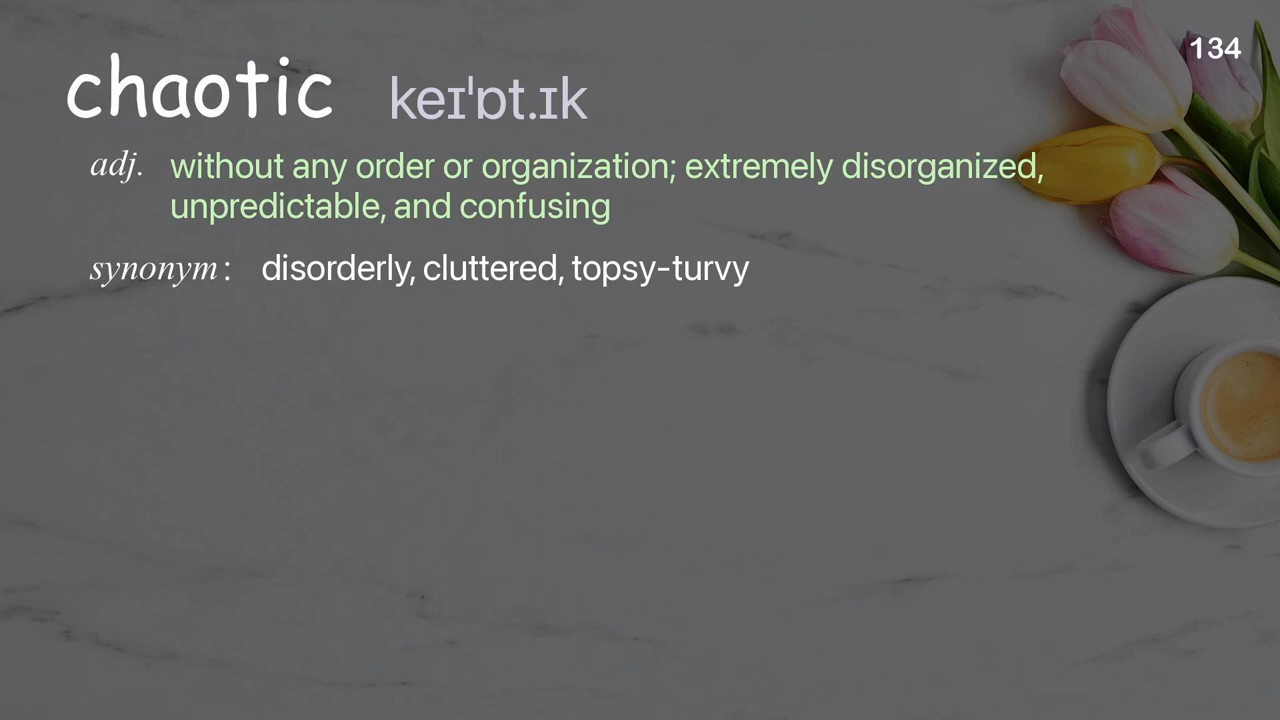 134
chaotic keɪˈɒt.ɪk
adj. without any order or organization; extremely disorganized,
unpredictable, and confusing
synonym: disorderly, cluttered, topsy-turvy